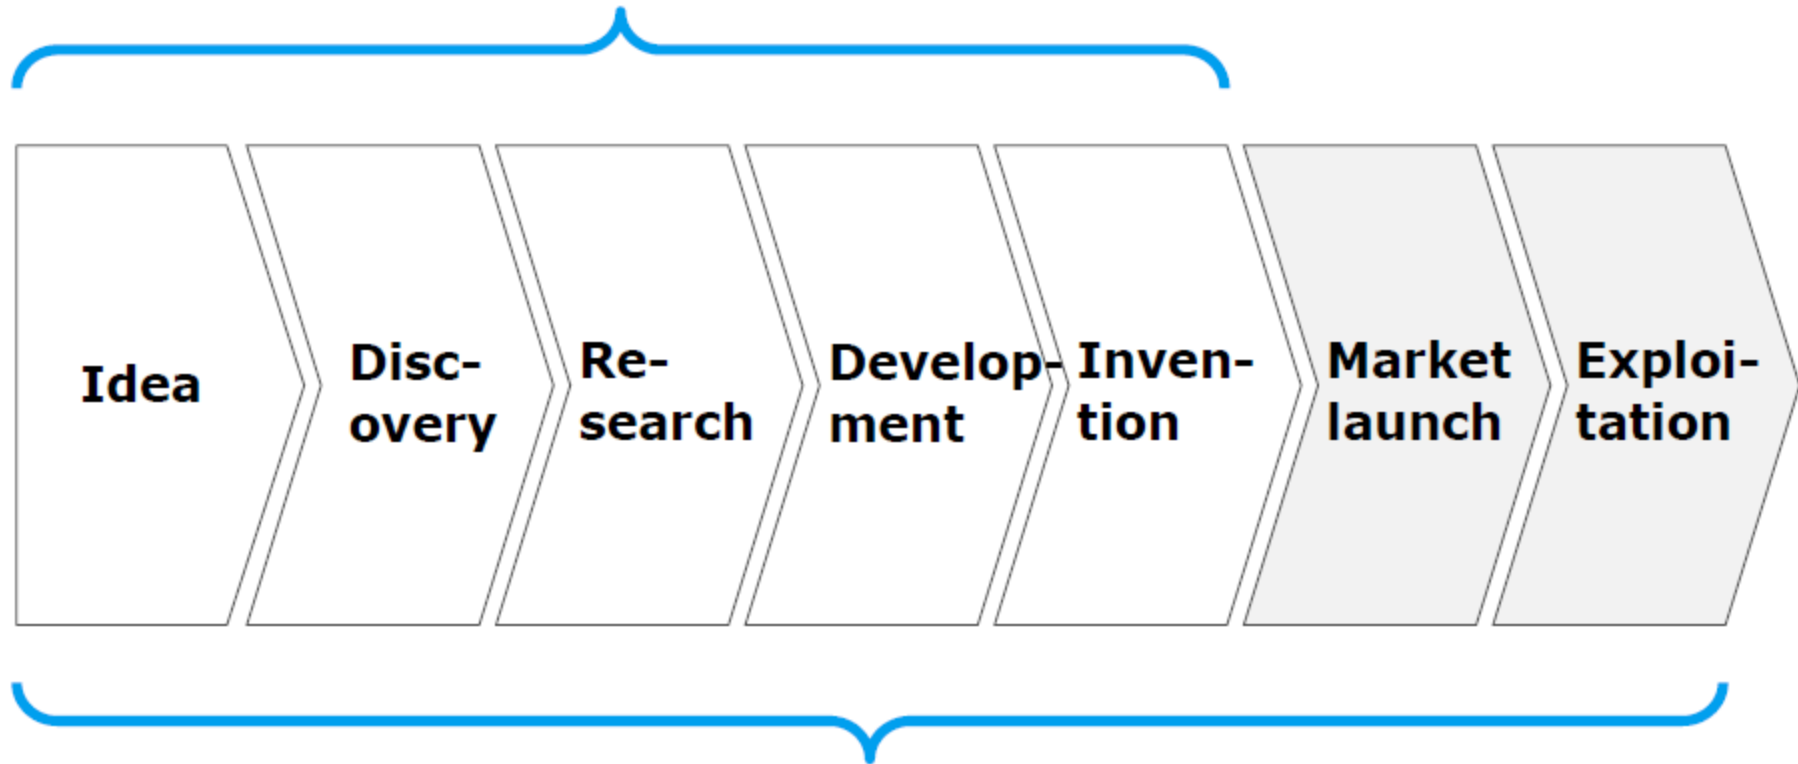 Idea
Disc-
overy
Re-
search
Develop-
ment
Inven-
tion
Market
launch
Exploi-
tation